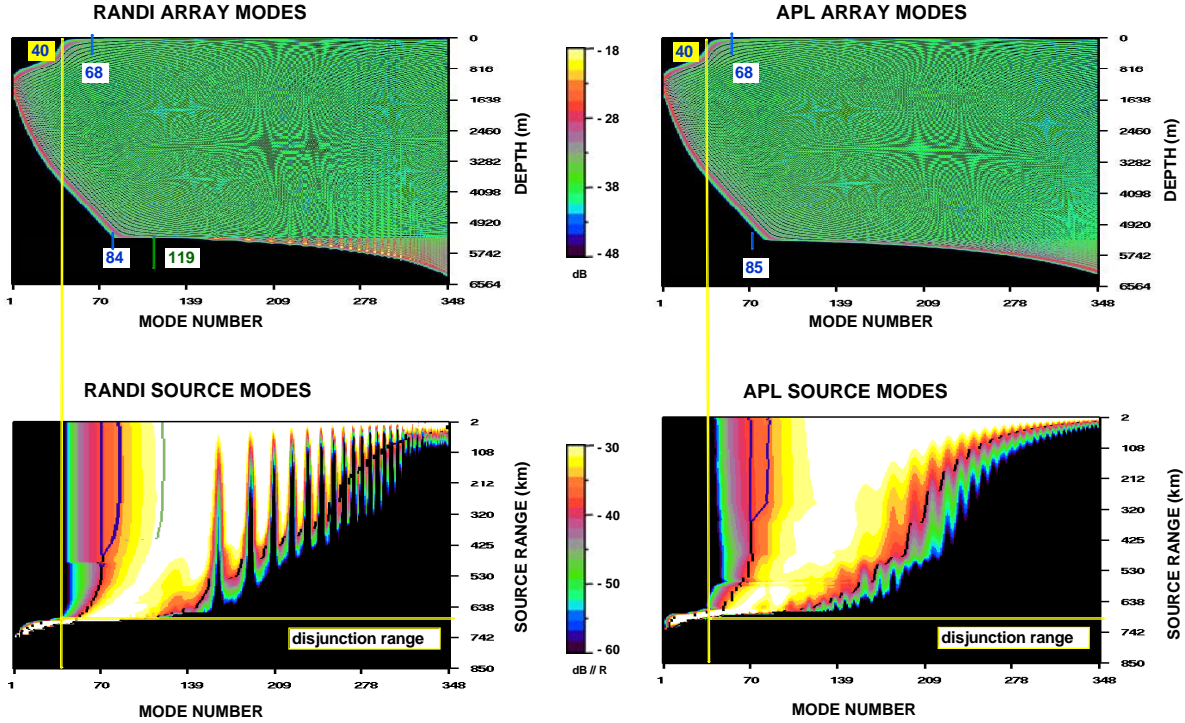 RANDI ARRAY MODES
APL ARRAY MODES
40
68
84
119
816
1638
2460
3282
4098
4920
5742
6564
DEPTH (m)
1 70 139 209 278 348
MODE NUMBER
- 18
- 28
- 38
- 48
dB
40
68
85
0
816
1638
2460
3282
4098
4920
5742
6564
DEPTH (m)
1 70 139 209 278 348
MODE NUMBER
RANDI SOURCE MODES
APL SOURCE MODES
2
108
212
320
425
530
638
742
850
SOURCE RANGE (km)
disjunction range
1 70 139 209 278 348
MODE NUMBER
- 30
- 40
- 50
- 60
dB // R
2
108
212
320
425
530
638
742
850
SOURCE RANGE (km)
disjunction range
1 70 139 209 278 348
MODE NUMBER